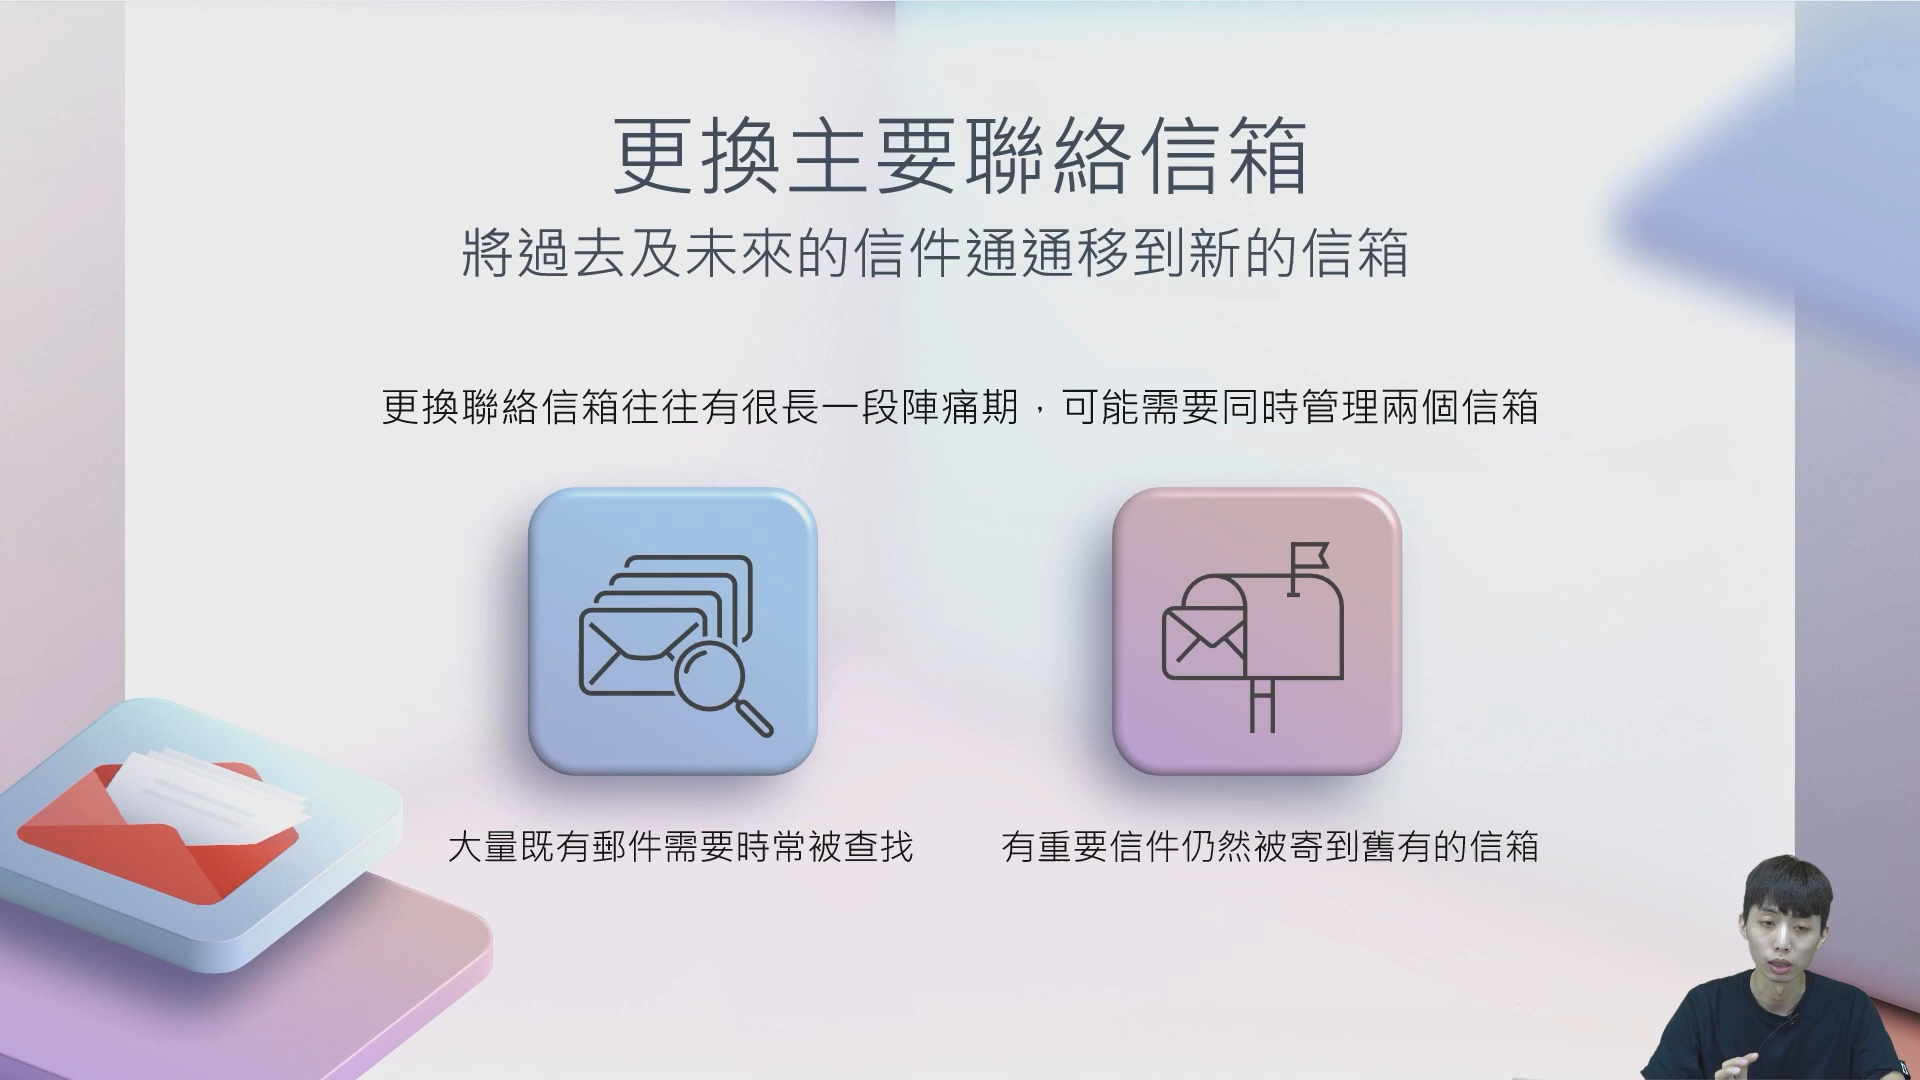 更換主要聯絡信箱
將過去及未來的信件通通移到新的信箱
更換聯絡信箱往往有很長一段陣痛期，可能需要同時管理兩個信箱
大量既有郵件需要時常被查找
有重要信件仍然被寄到舊有的信箱